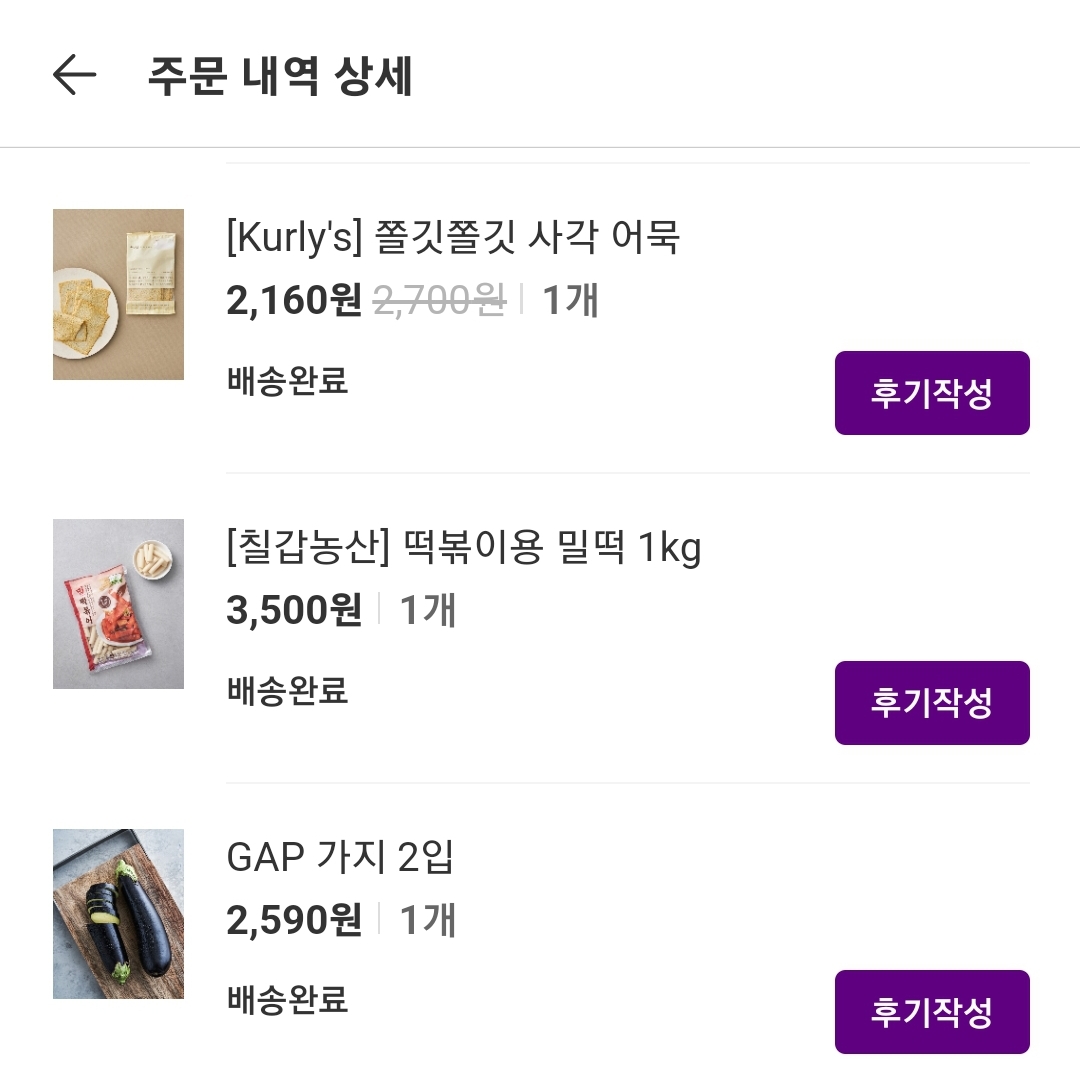 주문 내역 상세
[Kurly's] 쫄깃쫄깃 사각 어묵
2,160원 2,700원 1개
배송완료
후기작성
[칠갑농산] 떡볶이용 밀떡 1kg
3,500원 1개
배송완료
후기작성
GAP 가지 2입
2,590원 1개
배송완료
후기작성